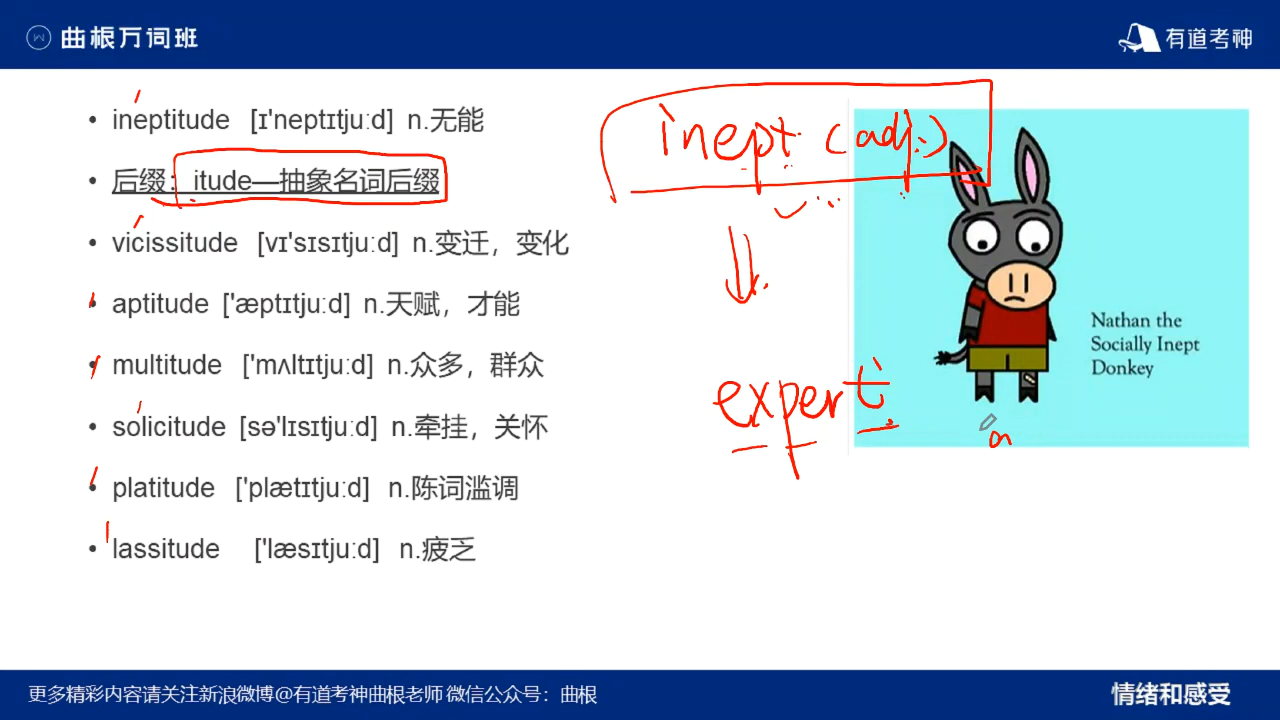 曲根万词班
有道考神
• ineptitude [ɪ'neptɪtjuːd] n.无能
• 后缀：itude—抽象名词后缀
• vicissitude [vɪ'sɪsɪtjuːd] n.变迁，变化
• aptitude ['æptɪtjuːd] n.天赋，才能
• multitude ['mʌltɪtjuːd] n.众多，群众
• solicitude [sə'lɪsɪtjuːd] n.牵挂，关怀
• platitude ['plætɪtjuːd] n.陈词滥调
• lassitude ['læsɪtjuːd] n.疲乏
inept (adj.)
expert
a
Nathan the
Socially Inept
Donkey
更多精彩内容请关注新浪微博@有道考神曲根老师 微信公众号：曲根
情绪和感受